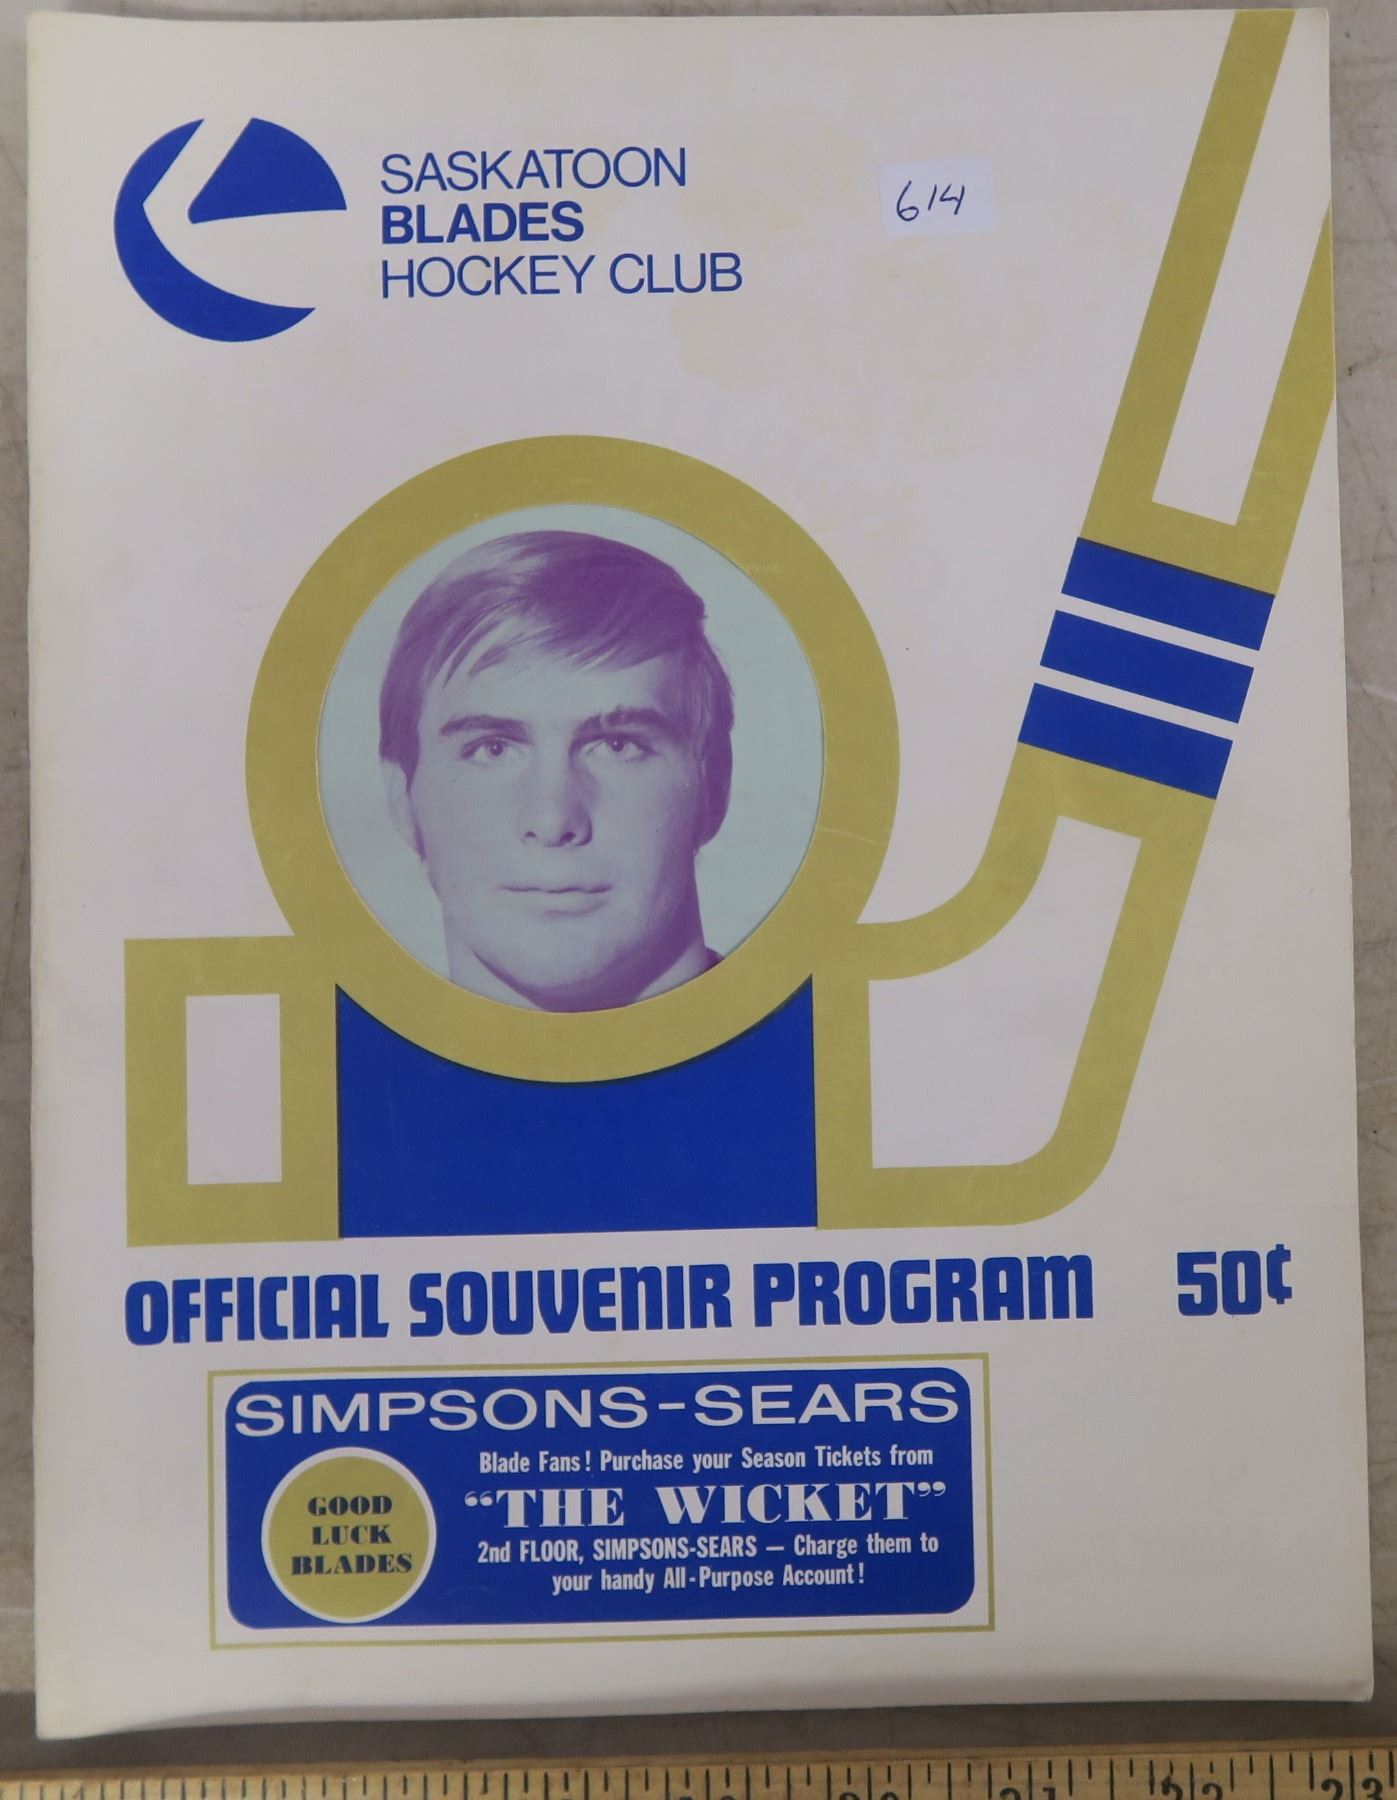 SASKATOON
BLADES
HOCKEY CLUB
614
OFFICIAL SOUVENIR PROGRAM 50¢
SIMPSONS-SEARS
Blade Fans! Purchase your Season Tickets from
"THE WICKET"
2nd FLOOR, SIMPSONS-SEARS — Charge them to
your handy All-Purpose Account!
GOOD
LUCK
BLADES